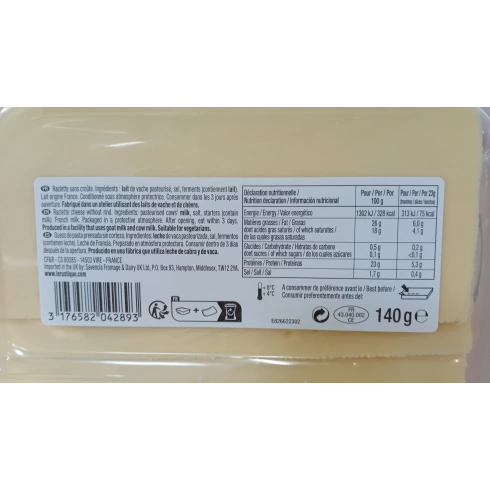 FR Raclette sans croûte. Ingrédients : lait de vache pasteurisé, sel, ferments (contiennent lait).
Lait origine France. Conditionnée sous atmosphère protectrice. Consommer dans les 3 jours après
ouverture. Fabriqué dans un atelier utilisant des laits de vache et de chèvre.
Raclette cheese without rind. Ingredients: pasteurised cows' milk, salt, starters (contain
milk). French milk. Packaged in a protective atmosphere. After opening, eat within 3 days.
Produced in a facility that uses goat milk and cow milk. Suitable for vegetarians.
Queso de pasta prensada sin corteza. Ingredientes: leche de vaca pasteurizada, sal, fermentos
(contienen leche). Leche de Francia. Preparado en atmósfera protectora. Consumir dentro de 3 días
después de la apertura. Producido en una fábrica que utiliza leche de cabra y de vaca.
CF&R - CS 80085 - 14503 VIRE - FRANCE
Imported in the UK by: Savencia Fromage & Dairy UK Ltd, P.O. Box 93, Hampton, Middlesex, TW12 2YA.
www.lerustique.com
3 176582 042893
FR
Déclaration nutritionnelle /
Nutrition declaration / Información nutricional
Pour / Per / Por
100 g
Pour / Per / Por 23g
Energie / Energy / Valor energético 1362 kJ / 328 kcal 313 kJ / 75 kcal
Matières grasses / Fat / Grasas 26 g 6,0 g
dont acides gras saturés / of which saturates / 18 g 4,1 g
de las cuales grasas saturadas
Glucides / Carbohydrate / Hidratos de carbono 0,5 g 0,2 g
dont sucres / of which sugars / de los cuales azúcares 0,1 g <0,1 g
Protéines / Protein / Proteínas 23 g 5,3 g
Sel / Salt / Sal 1,7 g 0,4 g
+8°C
+4°C
A consommer de préférence avant le / Best before /
Consumir preferentemente antes del:
E626622302
FR
43.040.002
CE
140 g e